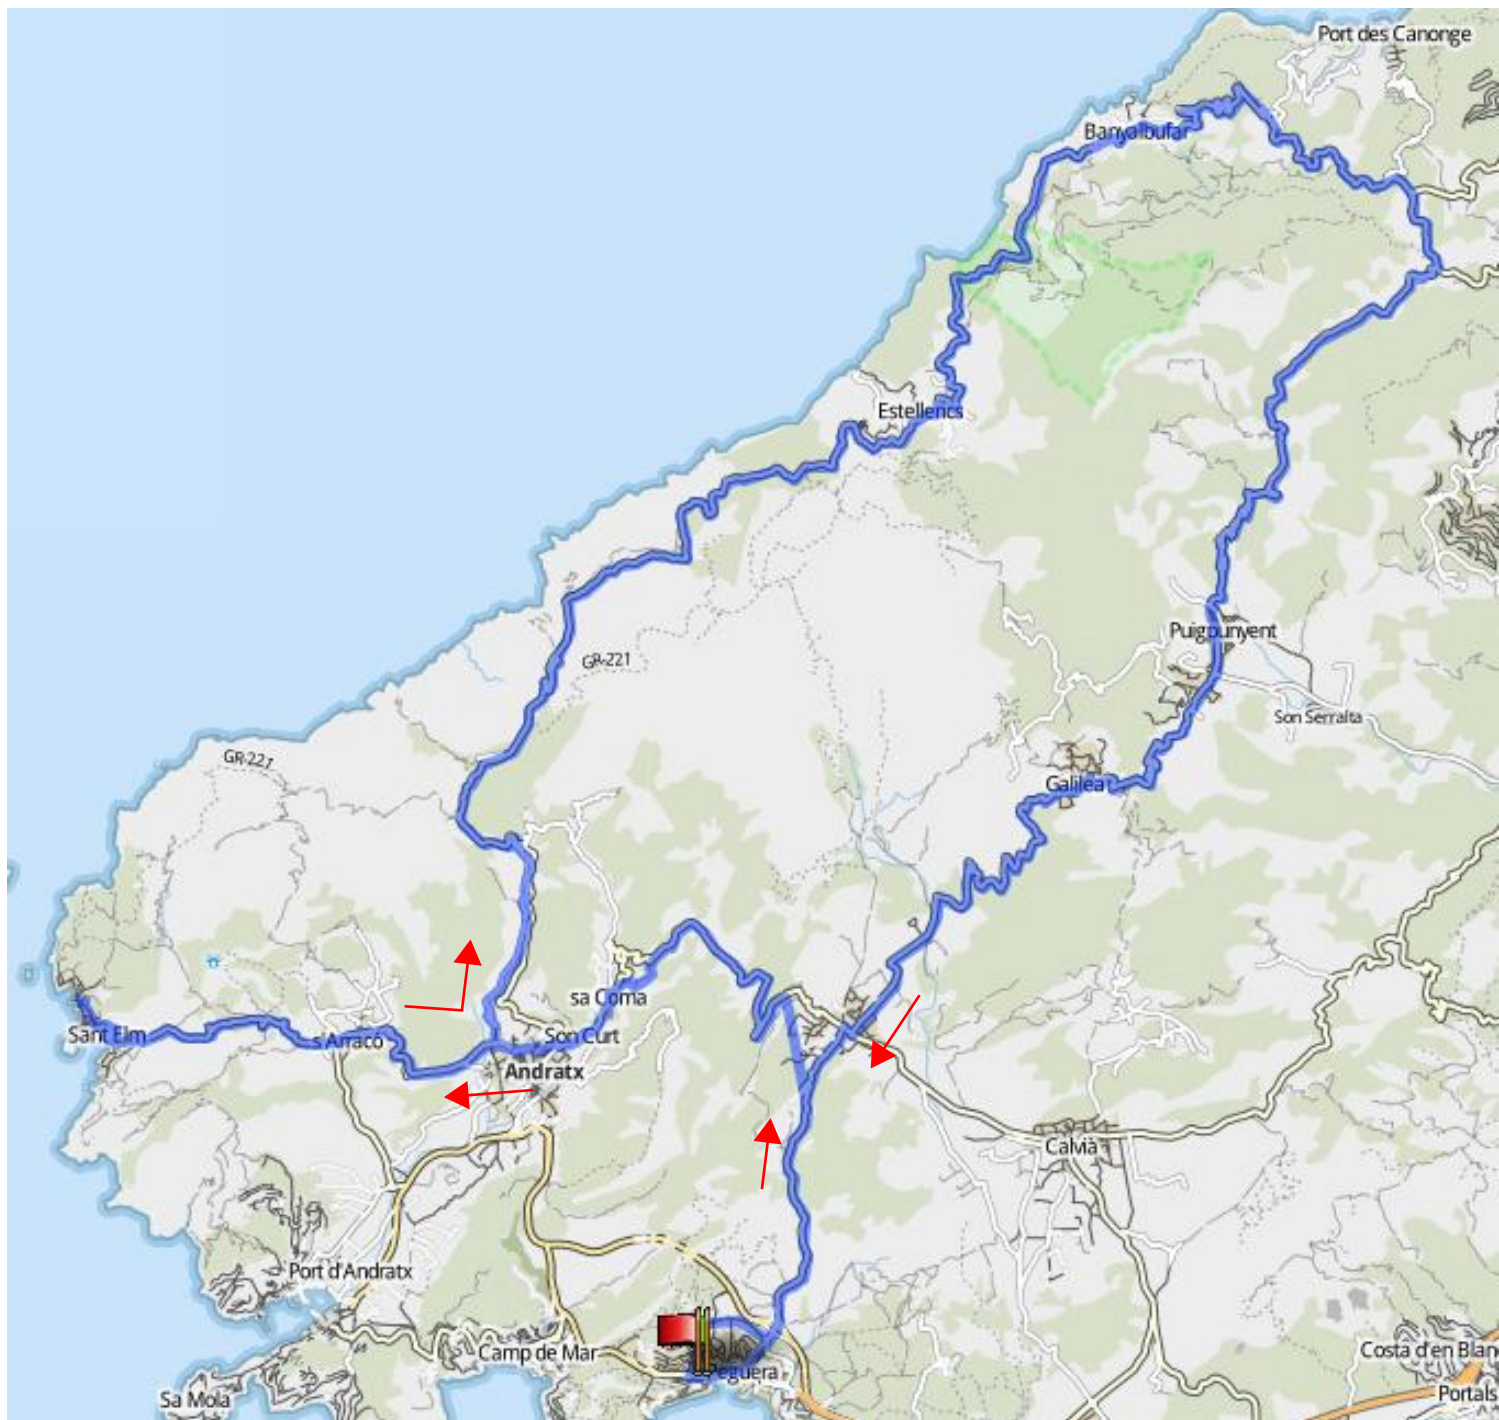 Port des Canonge
Banyalbufar
Estellencs
Puigpunyent
GR-221
Son Serralta
GR-221
Galilea
sa Coma
Sant Elm
s'Arracó
Son Curt
Andratx
Calvià
Port d'Andratx
Camp de Mar
Peguera
Costa d'en Blan
Sa Mola
Portals